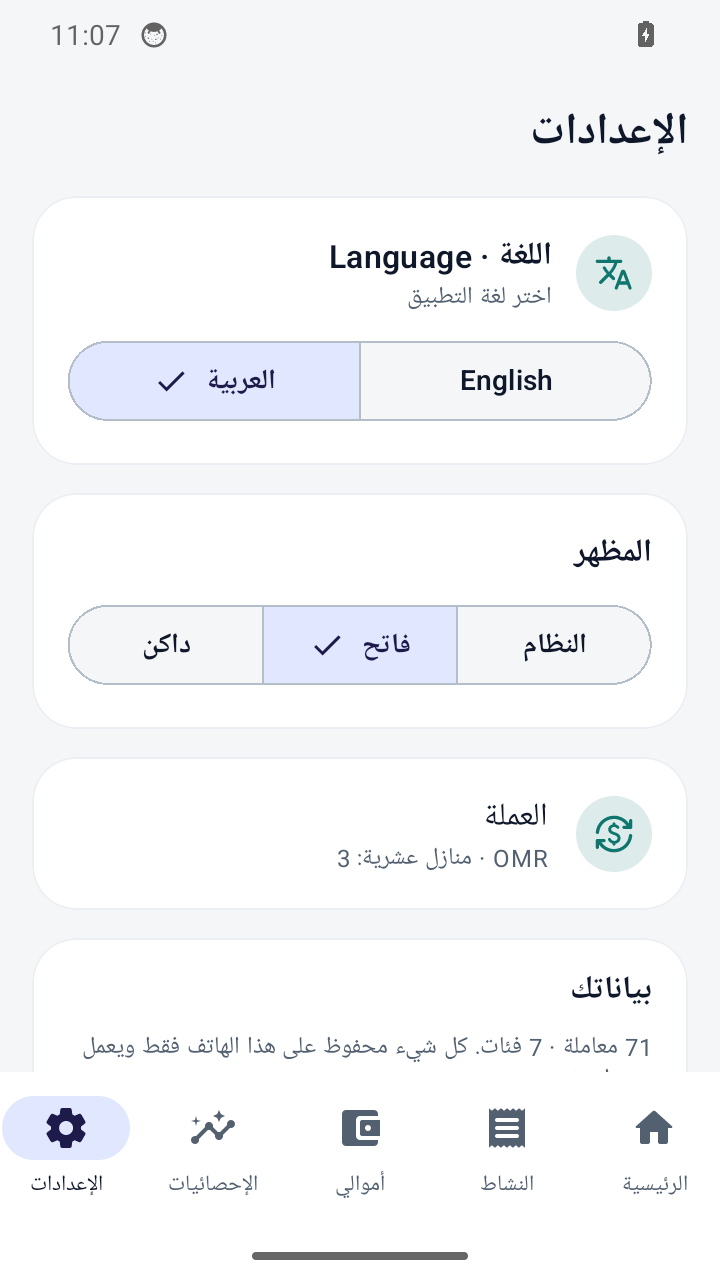 11:07
الإعدادات
اللغة · Language
اختر لغة التطبيق
English
العربية
المظهر
النظام
فاتح
داكن
العملة
OMR · منازل عشرية: 3
بياناتك
71 معاملة · 7 فئات. كل شيء محفوظ على هذا الهاتف فقط ويعمل
الرئيسية
النشاط
أموالي
الإحصائيات
الإعدادات